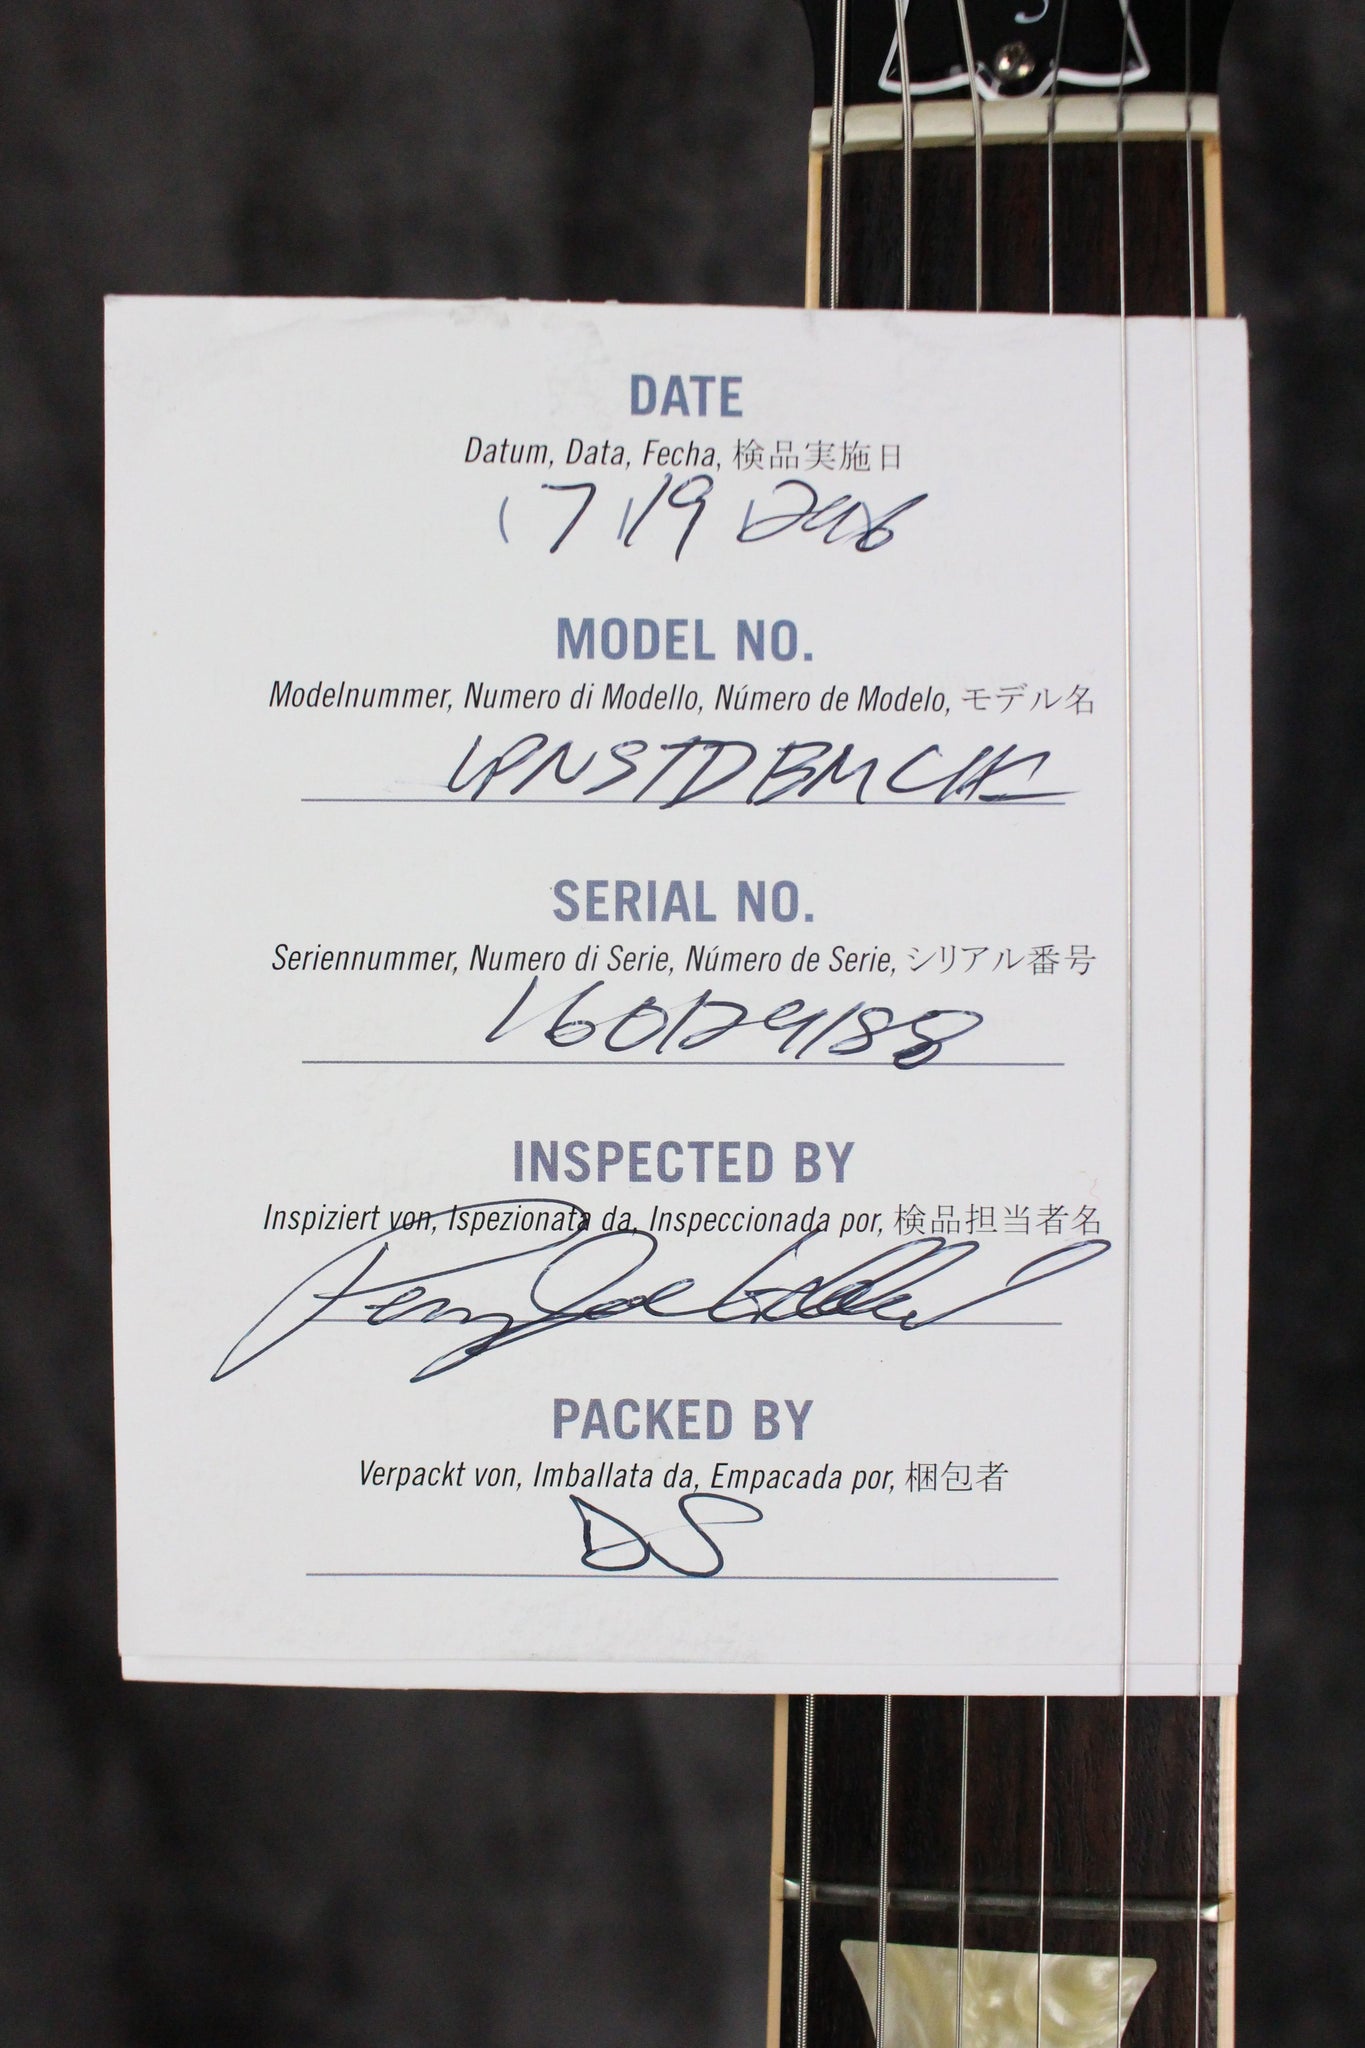 DATE
Datum, Data, Fecha, 検品実施日
( 7 ) 19 ) 2016
MODEL NO.
Modelnummer, Numero di Modello, Número de Modelo, モデル名
LPNSTDBMCH1
SERIAL NO.
Seriennummer, Numero di Serie, Número de Serie, シリアル番号
160129188
INSPECTED BY
Inspiziert von, Ispezionata da, Inspeccionada por, 検品担当者名
PACKED BY
Verpackt von, Imballata da, Empacada por, 梱包者
DS